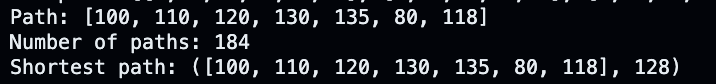 Path: [100, 110, 120, 130, 135, 80, 118]
Number of paths: 184
Shortest path: ([100, 110, 120, 130, 135, 80, 118], 128)